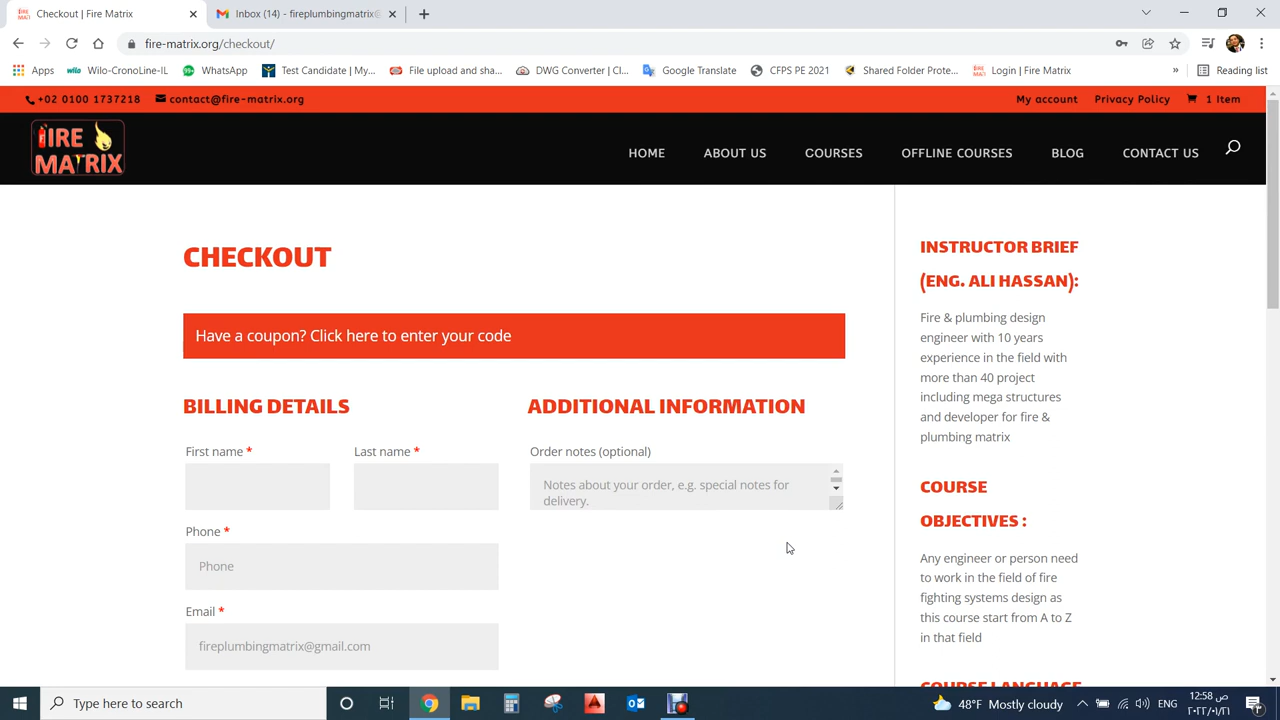 Checkout | Fire Matrix
Inbox (14) - fireplumbingmatrix@
fire-matrix.org/checkout/
Apps
Wilo-CronoLine-IL
WhatsApp
Test Candidate | My...
File upload and sha...
DWG Converter | Cl...
Google Translate
CFPS PE 2021
Shared Folder Prote...
Login | Fire Matrix
»
Reading list
+02 0100 1737218
contact@fire-matrix.org
My account
Privacy Policy
1 Item
FIRE
MATRIX
HOME
ABOUT US
COURSES
OFFLINE COURSES
BLOG
CONTACT US
CHECKOUT
Have a coupon? Click here to enter your code
BILLING DETAILS
First name *
Last name *
Phone *
Phone
Email *
fireplumbingmatrix@gmail.com
ADDITIONAL INFORMATION
Order notes (optional)
Notes about your order, e.g. special notes for
delivery.
INSTRUCTOR BRIEF
(ENG. ALI HASSAN):
Fire & plumbing design
engineer with 10 years
experience in the field with
more than 40 project
including mega structures
and developer for fire &
plumbing matrix
COURSE
OBJECTIVES :
Any engineer or person need
to work in the field of fire
fighting systems design as
this course start from A to Z
in that field
COURSE LANGUAGE
Type here to search
48°F Mostly cloudy
ENG
12:58 ص